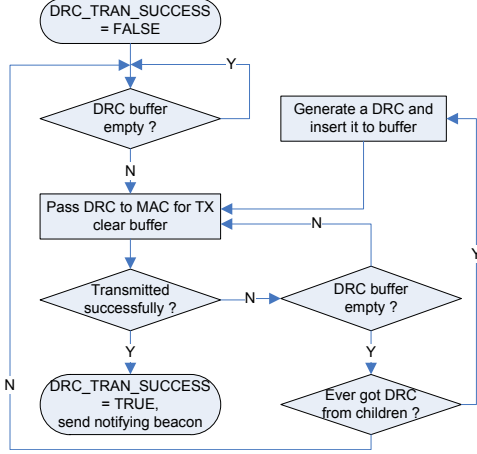 DRC_TRAN_SUCCESS
= FALSE
Y
DRC buffer
empty ?
Generate a DRC and
insert it to buffer
N
Pass DRC to MAC for TX
clear buffer
N
Y
Transmitted
successfully ?
N
DRC buffer
empty ?
Y
Y
N
DRC_TRAN_SUCCESS
= TRUE,
send notifying beacon
Ever got DRC
from children ?